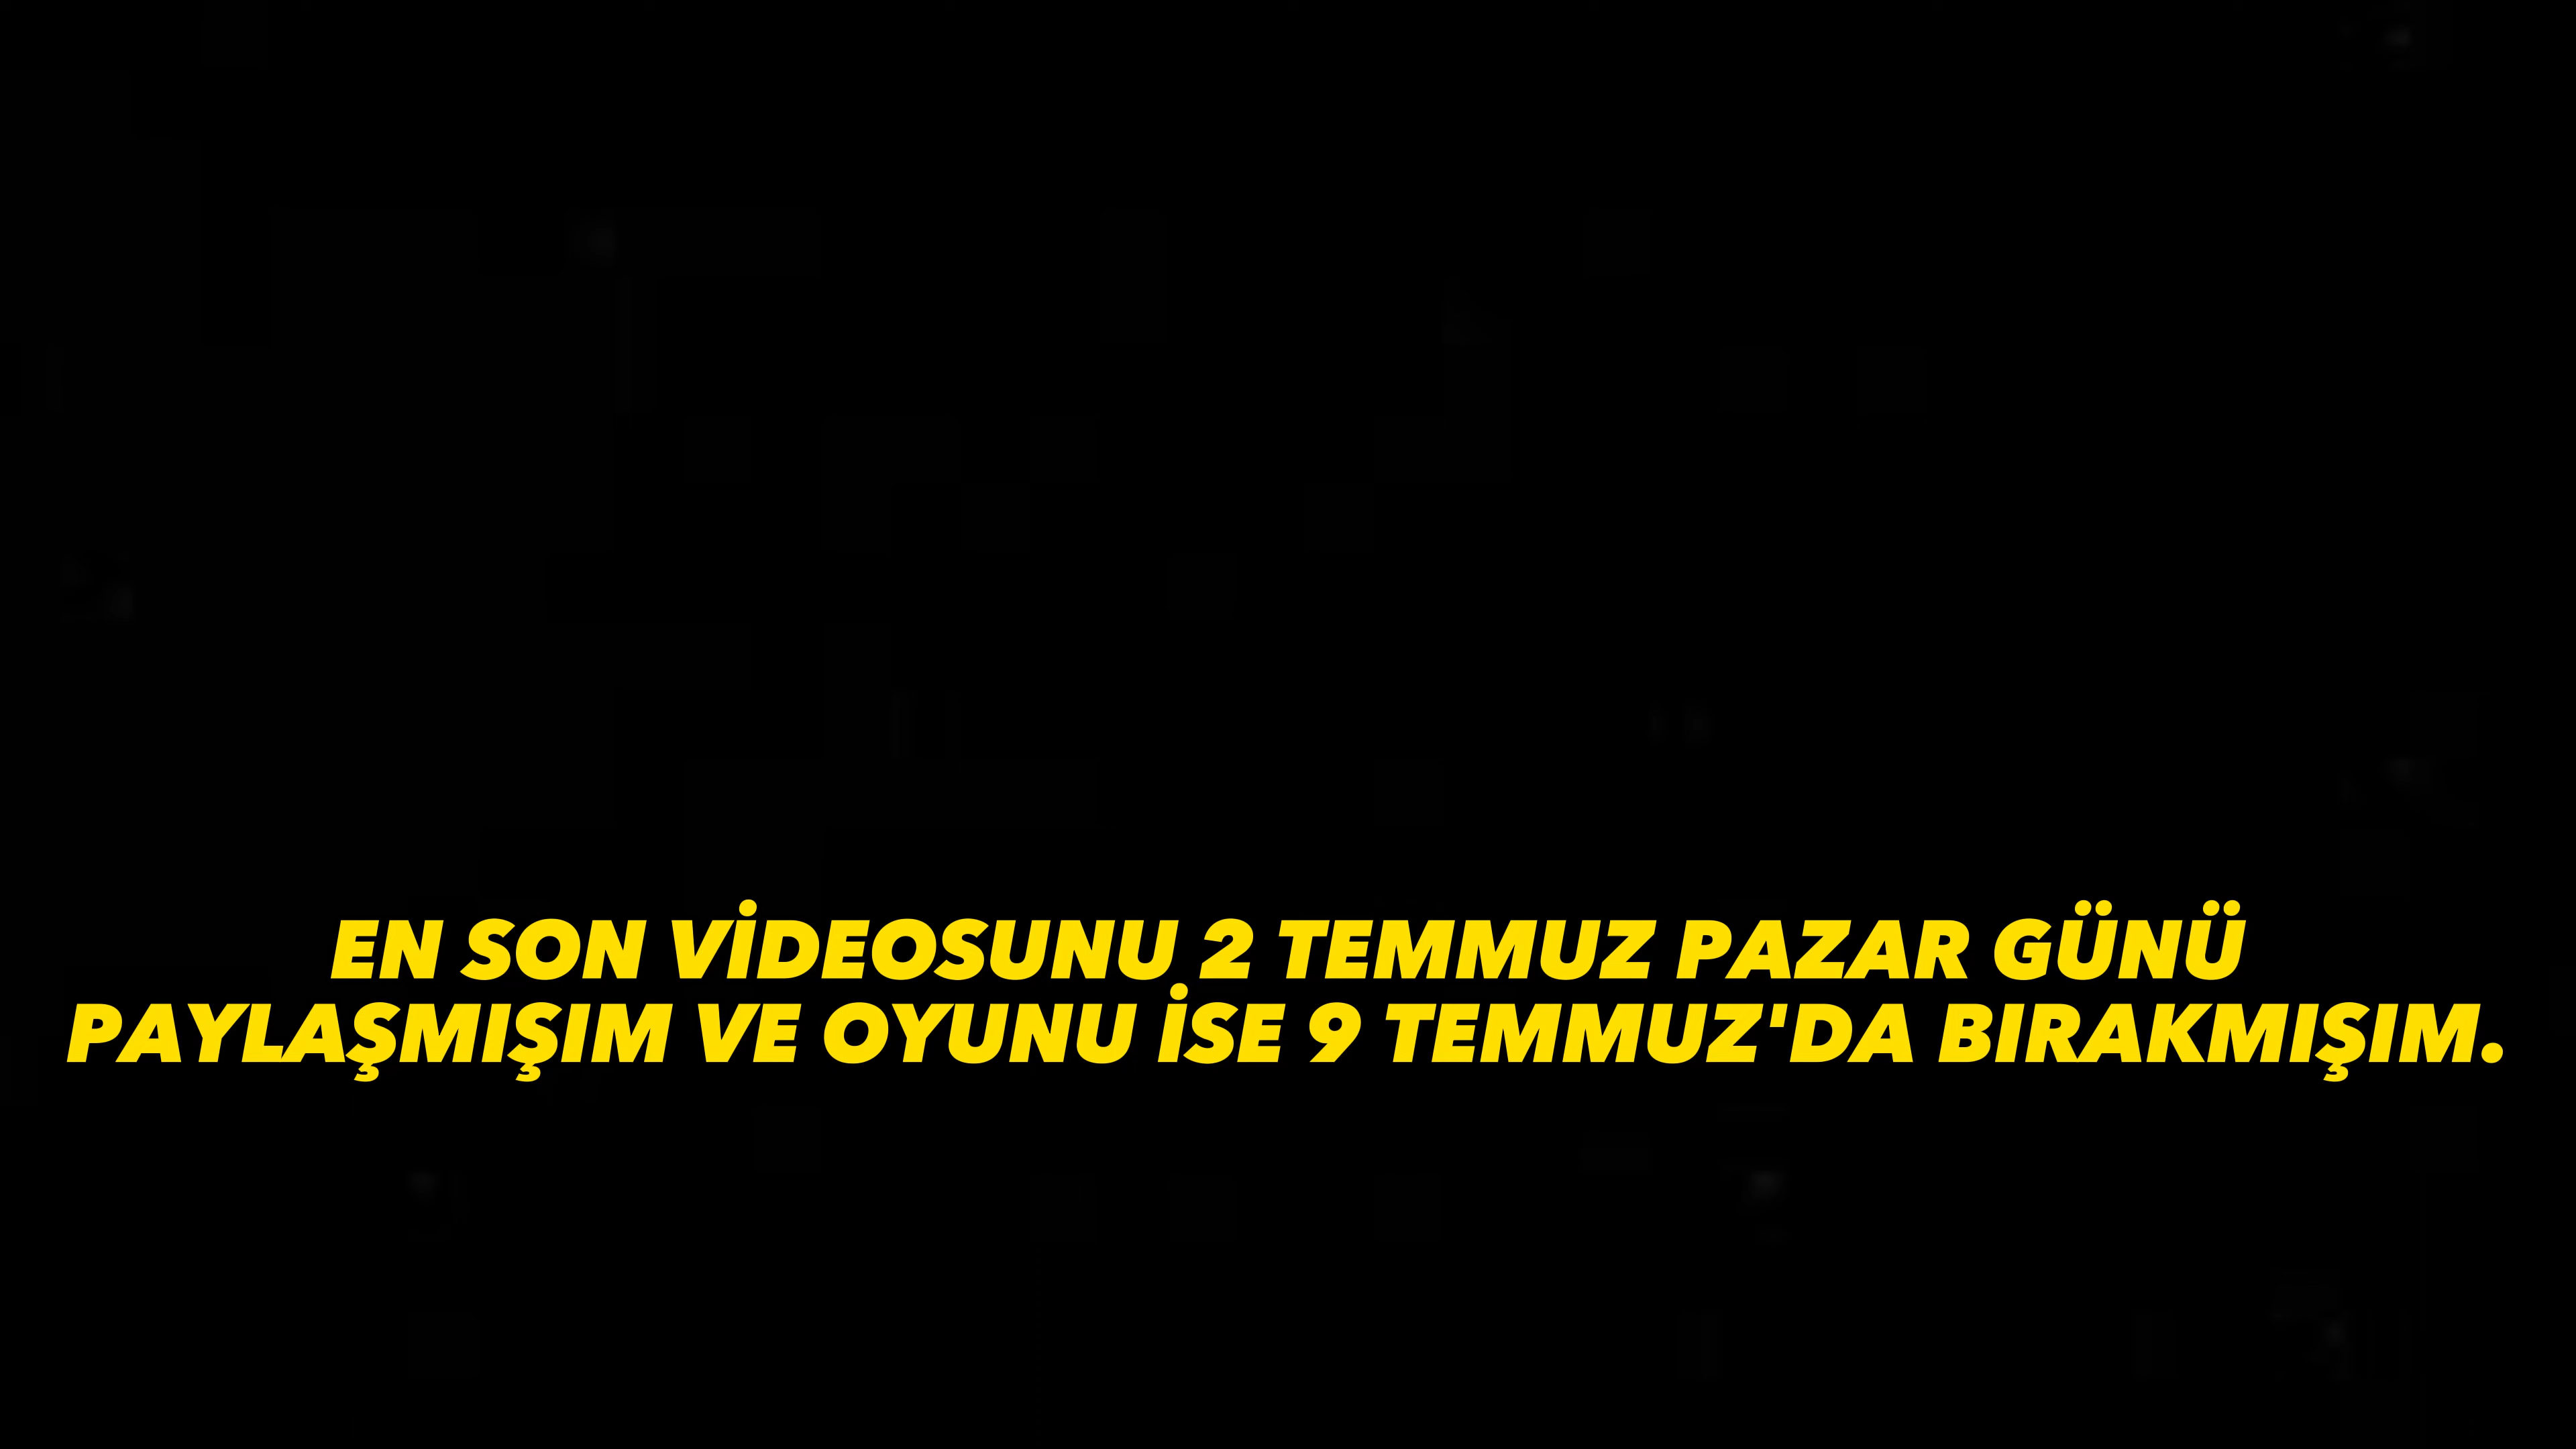 EN SON VİDEOSUNU 2 TEMMUZ PAZAR GÜNÜ
PAYLAŞMIŞIM VE OYUNU İSE 9 TEMMUZ'DA BIRAKMIŞIM.